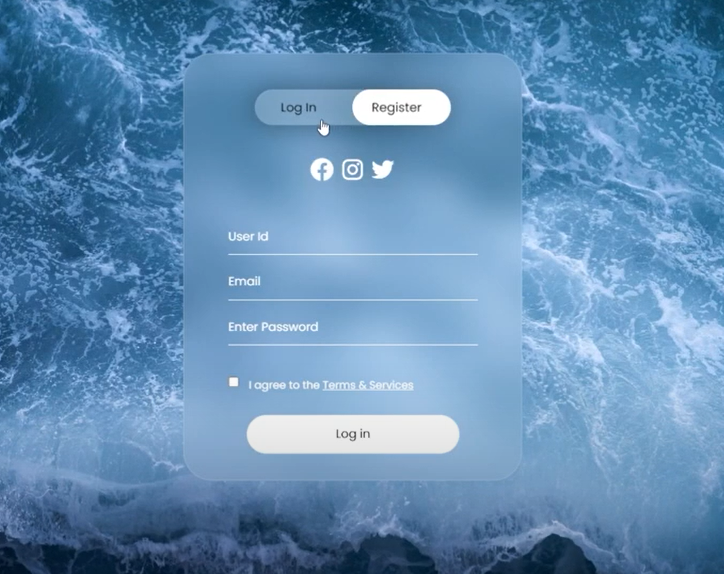 Log In Register
User Id
Email
Enter Password
I agree to the Terms & Services
Log in